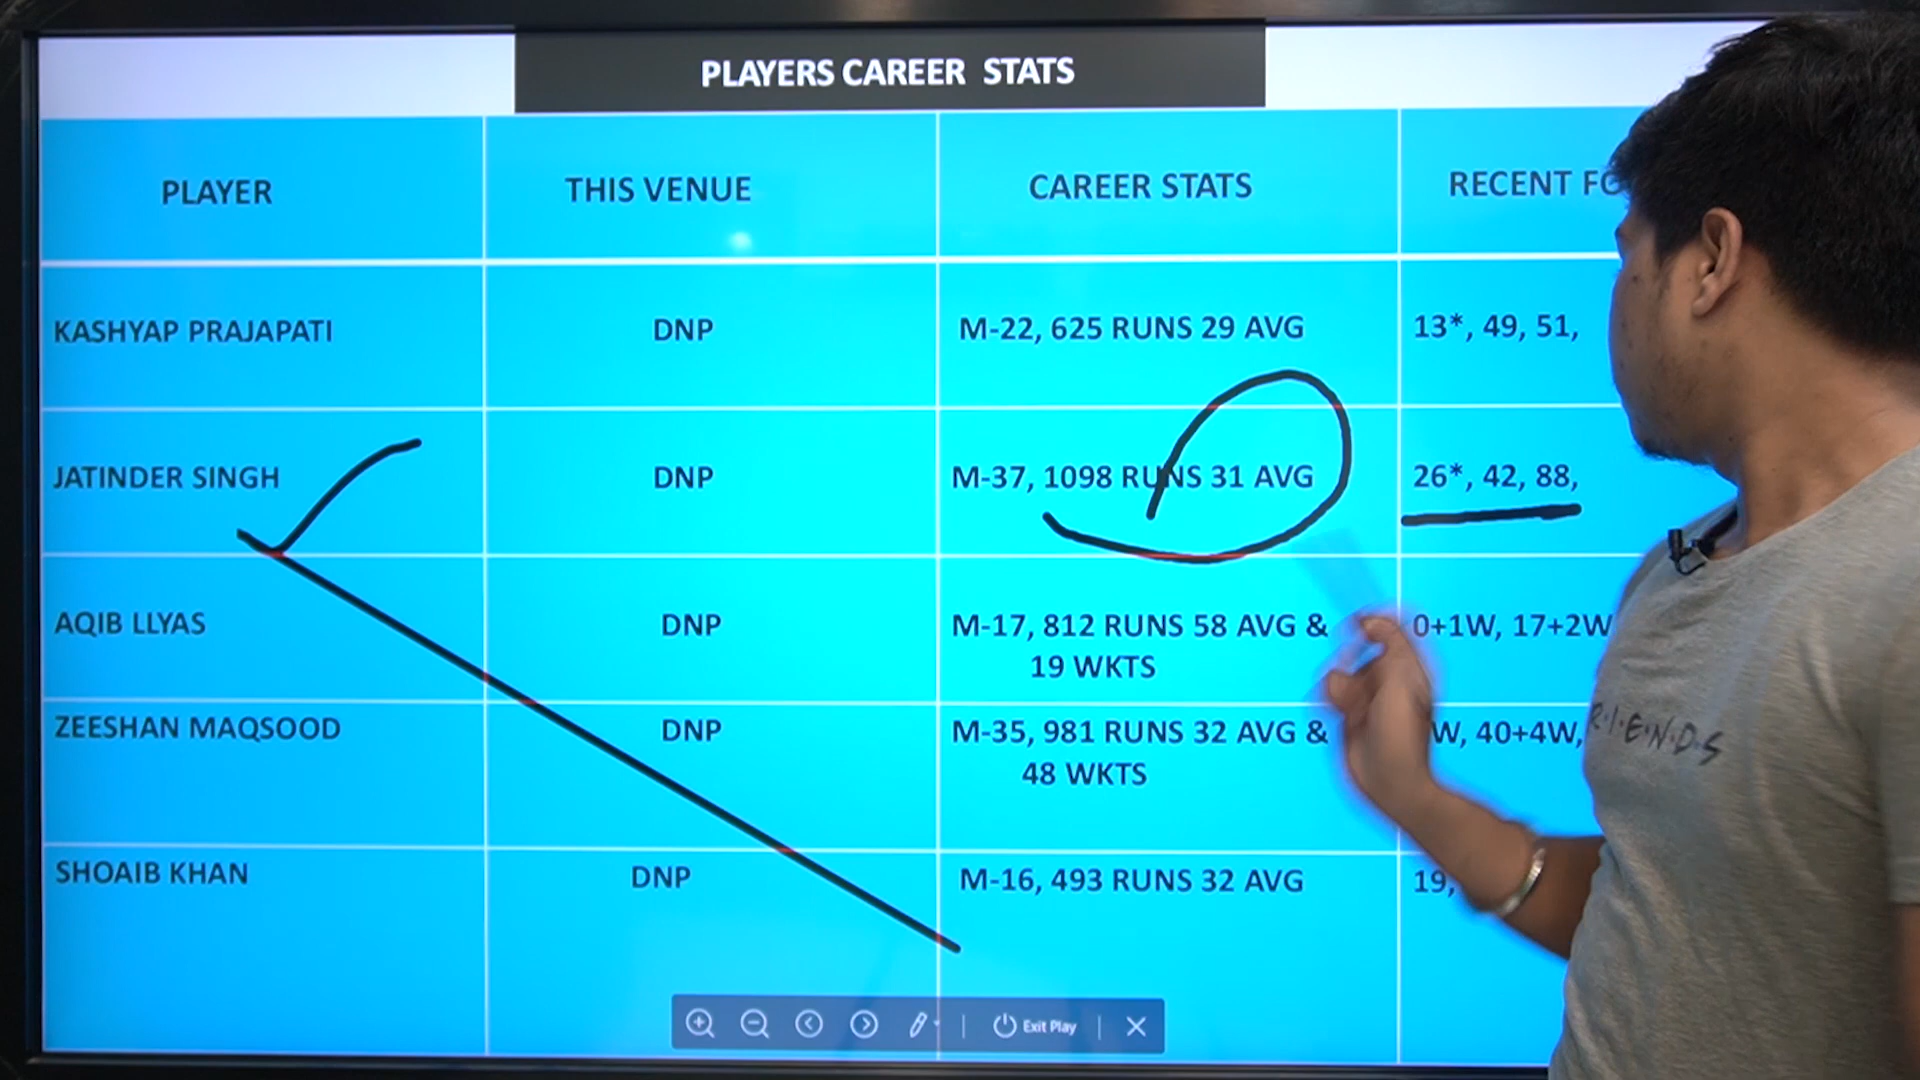 PLAYERS CAREER STATS
PLAYER THIS VENUE CAREER STATS RECENT
KASHYAP PRAJAPATI DNP M-22, 625 RUNS 29 AVG 13*, 49, 51,
JATINDER SINGH DNP M-37, 1098 RUNS 31 AVG 26*, 42, 88,
AQIB LLYAS DNP M-17, 812 RUNS 58 AVG & 0+1W, 17+2W
19 WKTS
ZEESHAN MAQSOOD DNP M-35, 981 RUNS 32 AVG & W, 40+4W,
48 WKTS
SHOAIB KHAN DNP M-16, 493 RUNS 32 AVG 19,
Exit Play
R·I·E·N·D·S